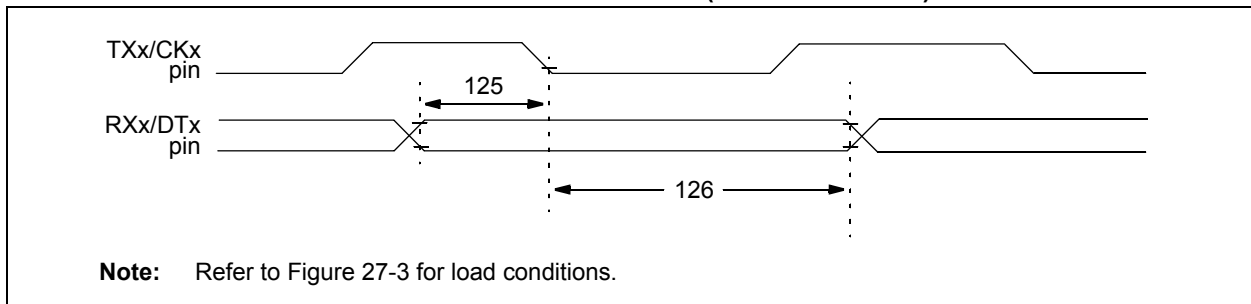 TXx/CKx
pin
125
RXx/DTx
pin
126
Note: Refer to Figure 27-3 for load conditions.